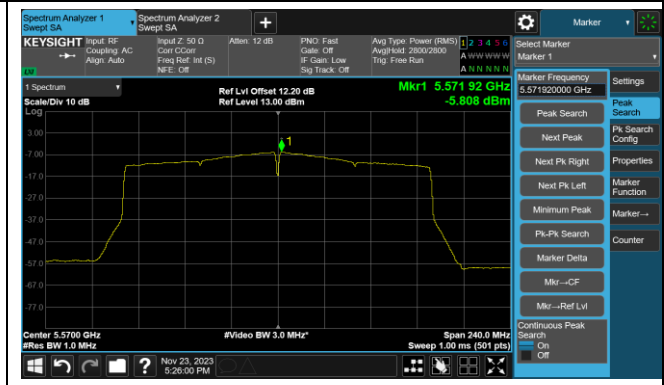 Spectrum Analyzer 1
Swept SA
Spectrum Analyzer 2
Swept SA
+
Marker
KEYSIGHT
Input: RF
Coupling: AC
Align: Auto
Input Z: 50 Ω
Corr CCorr
Freq Ref: Int (S)
NFE: Off
Atten: 12 dB
PNO: Fast
Gate: Off
IF Gain: Low
Sig Track: Off
Avg Type: Power (RMS)
Avg|Hold: 2800/2800
Trig: Free Run
1 2 3 4 5 6
A W W W W W
A N N N N N
Select Marker
Marker 1
1 Spectrum
Scale/Div 10 dB
Log
Ref Lvl Offset 12.20 dB
Ref Level 13.00 dBm
Mkr1 5.571 92 GHz
-5.808 dBm
1
3.00
-7.00
-17.0
-27.0
-37.0
-47.0
-57.0
-67.0
-77.0
Center 5.5700 GHz
#Res BW 1.0 MHz
#Video BW 3.0 MHz*
Span 240.0 MHz
Sweep 1.00 ms (501 pts)
Marker Frequency
5.571920000 GHz
Peak Search
Next Peak
Next Pk Right
Next Pk Left
Minimum Peak
Pk-Pk Search
Marker Delta
Mkr→CF
Mkr→Ref Lvl
Continuous Peak
Search
On
Off
Settings
Peak
Search
Pk Search
Config
Properties
Marker
Function
Marker→
Counter
?
Nov 23, 2023
5:26:00 PM